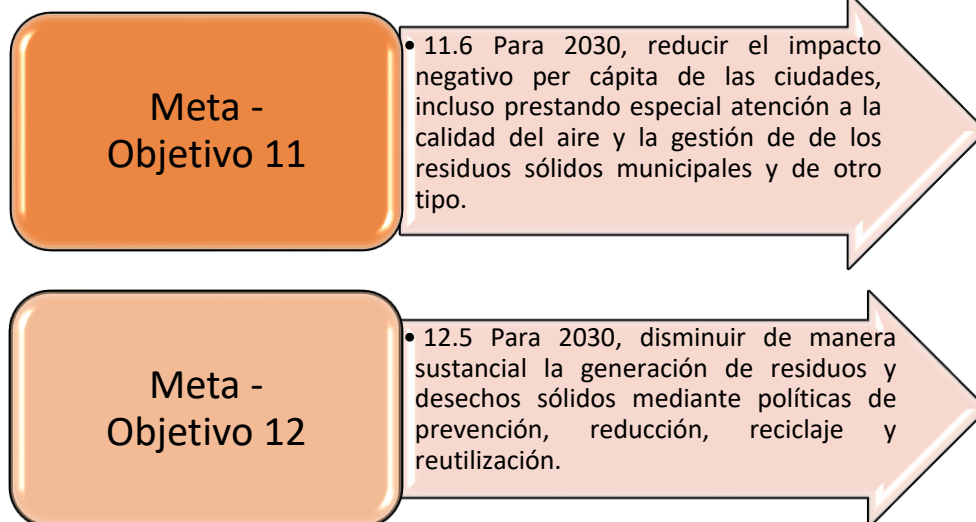 Meta -
Objetivo 11
• 11.6 Para 2030, reducir el impacto
negativo per cápita de las ciudades,
incluso prestando especial atención a la
calidad del aire y la gestión de de los
residuos sólidos municipales y de otro
tipo.
Meta -
Objetivo 12
• 12.5 Para 2030, disminuir de manera
sustancial la generación de residuos y
desechos sólidos mediante políticas de
prevención, reducción, reciclaje y
reutilización.